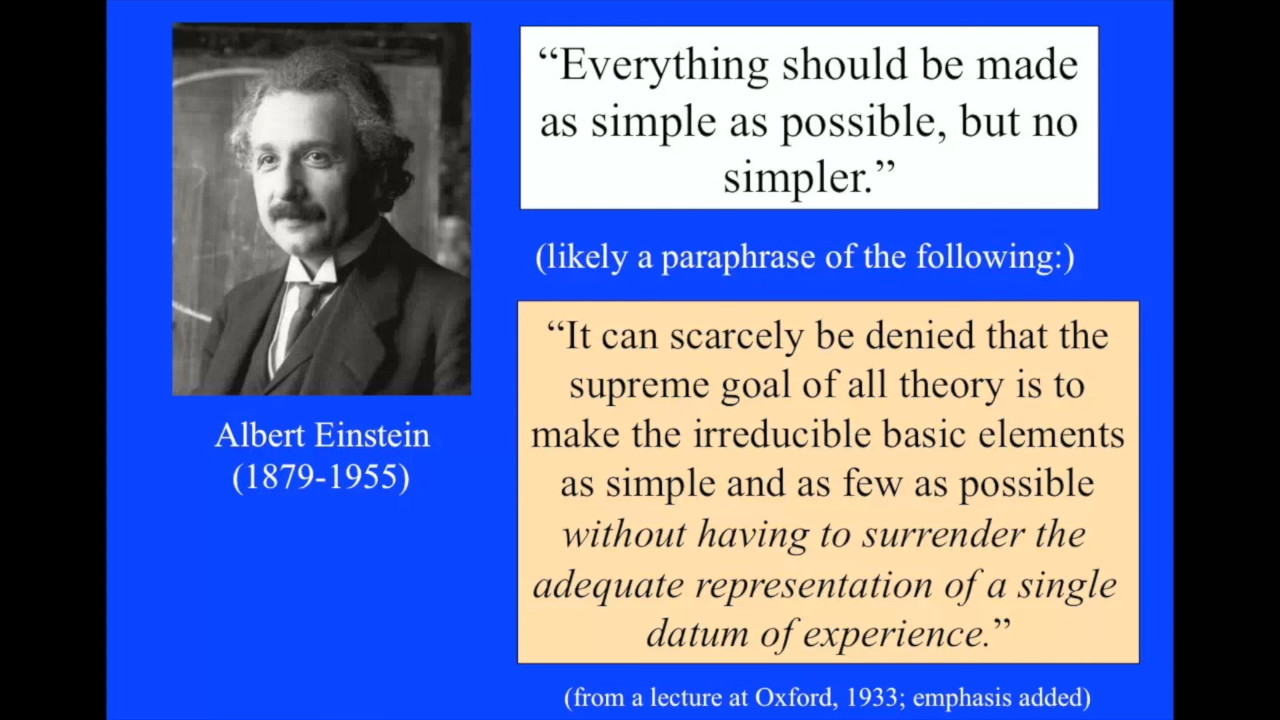 “Everything should be made
as simple as possible, but no
simpler.”
(likely a paraphrase of the following:)
“It can scarcely be denied that the
supreme goal of all theory is to
make the irreducible basic elements
as simple and as few as possible
without having to surrender the
adequate representation of a single
datum of experience.”
(from a lecture at Oxford, 1933; emphasis added)
Albert Einstein
(1879-1955)